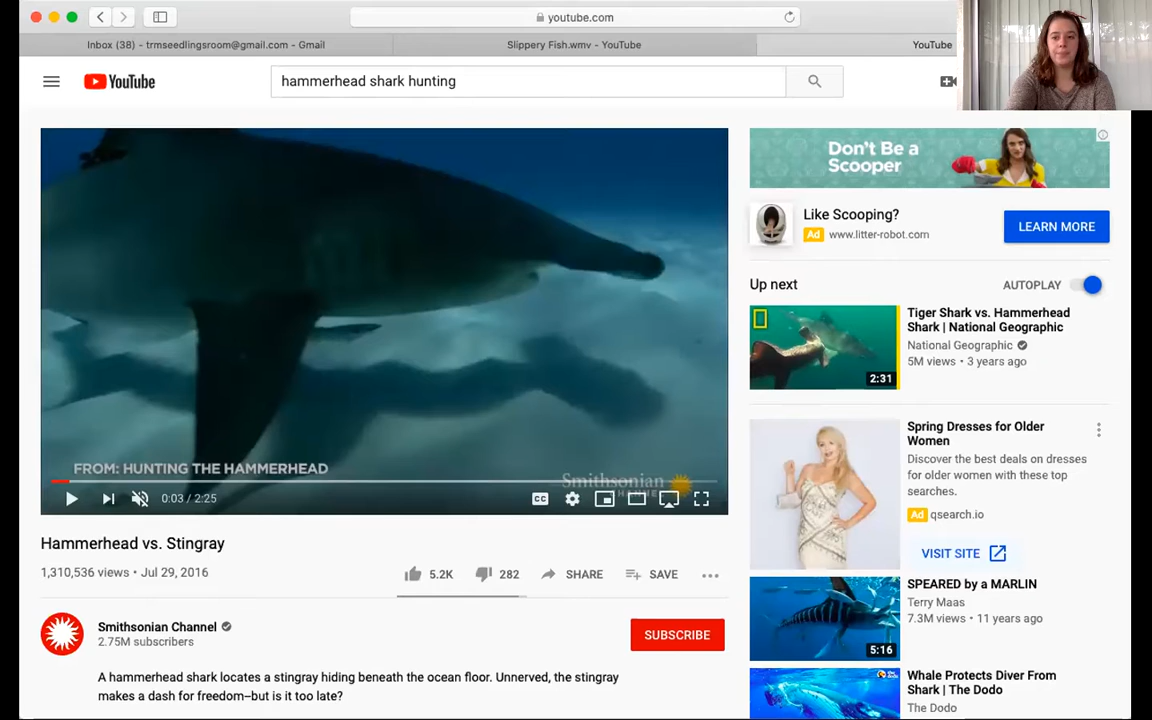 youtube.com
Inbox (38) - trmseedlingsroom@gmail.com - Gmail
Slippery Fish.wmv - YouTube
YouTube
YouTube
hammerhead shark hunting
FROM: HUNTING THE HAMMERHEAD
Smithsonian
CHANNEL
0:03 / 2:25
CC
Hammerhead vs. Stingray
1,310,536 views • Jul 29, 2016
5.2K
282
SHARE
SAVE
Smithsonian Channel
2.75M subscribers
SUBSCRIBE
A hammerhead shark locates a stingray hiding beneath the ocean floor. Unnerved, the stingray
makes a dash for freedom–but is it too late?
Don't Be a
Scooper
Like Scooping?
Ad www.litter-robot.com
LEARN MORE
Up next
AUTOPLAY
Tiger Shark vs. Hammerhead
Shark | National Geographic
National Geographic
5M views • 3 years ago
2:31
Spring Dresses for Older
Women
Discover the best deals on dresses
for older women with these top
searches.
Ad qsearch.io
VISIT SITE
SPEARED by a MARLIN
Terry Maas
7.3M views • 11 years ago
5:16
Whale Protects Diver From
Shark | The Dodo
The Dodo